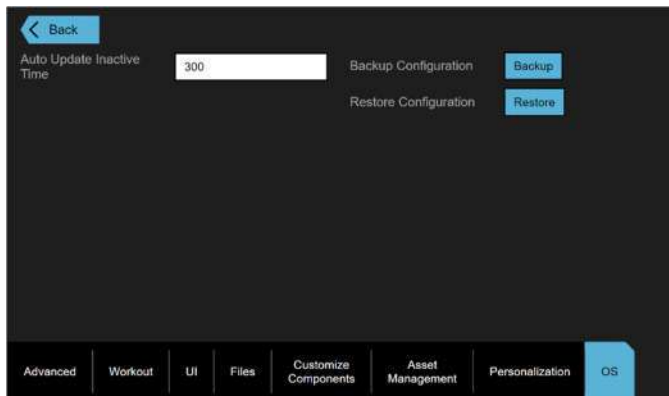 Back
Auto Update Inactive
Time
300
Backup Configuration
Backup
Restore Configuration
Restore
Advanced
Workout
UI
Files
Customize
Components
Asset
Management
Personalization
OS